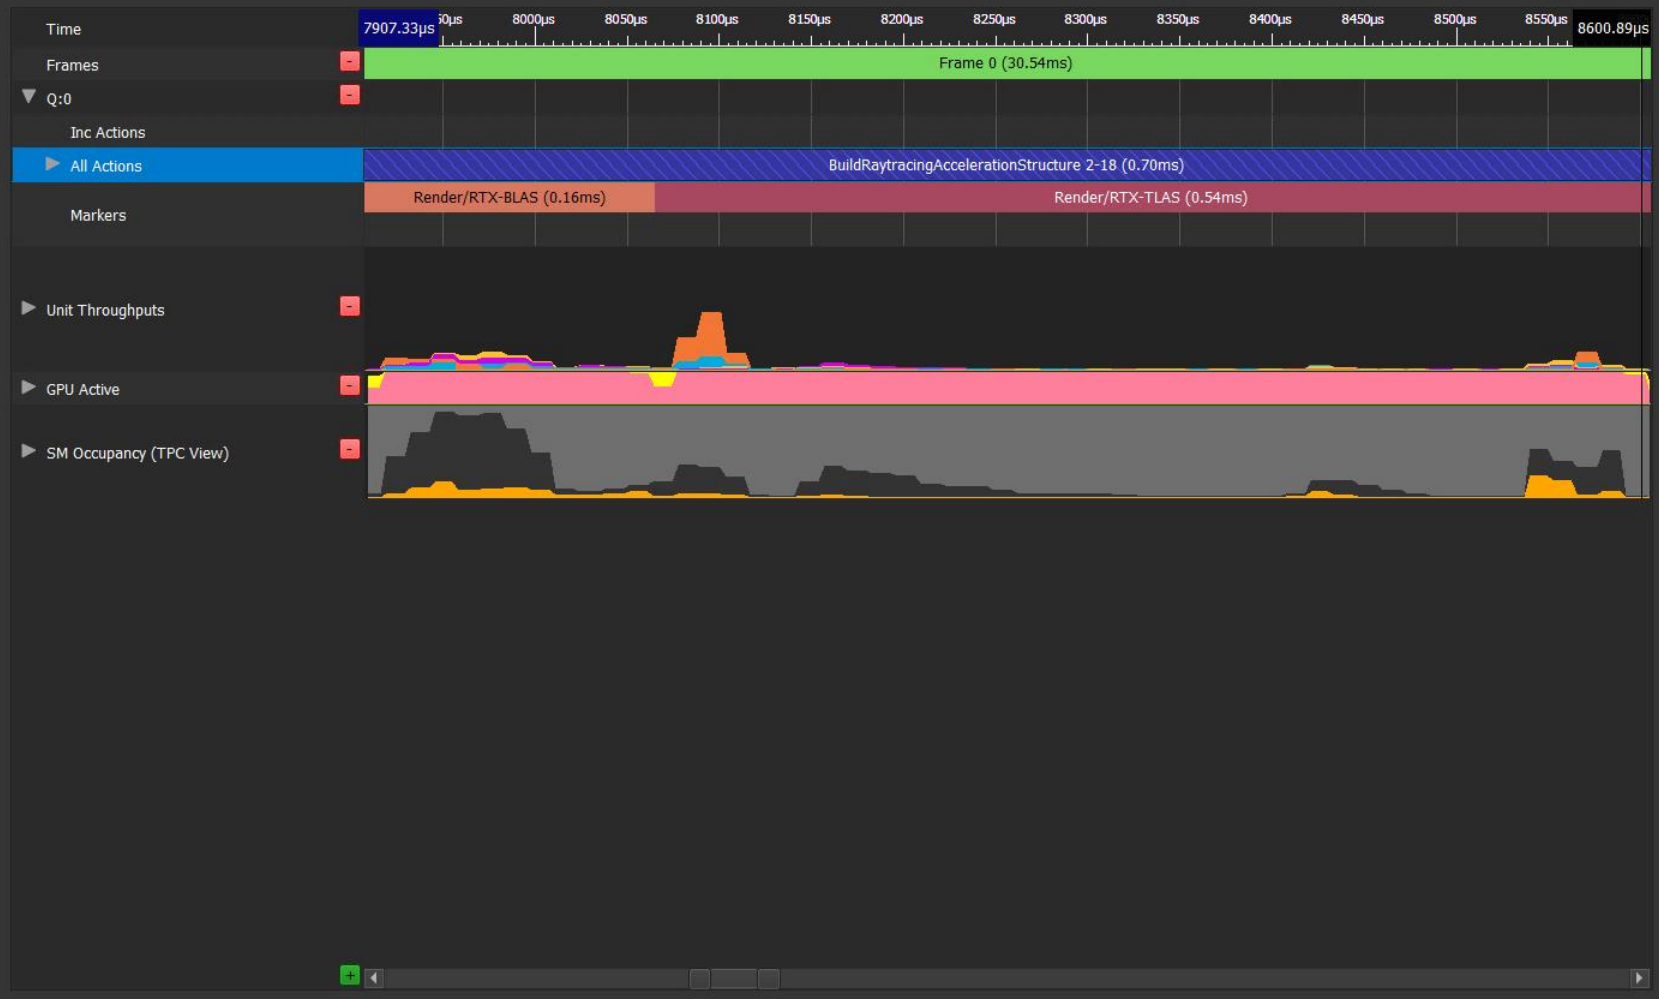 Time
7907.33µs
50µs 8000µs 8050µs 8100µs 8150µs 8200µs 8250µs 8300µs 8350µs 8400µs 8450µs 8500µs 8550µs
8600.89µs
Frames - Frame 0 (30.54ms)
Q:0 -
Inc Actions
All Actions BuildRaytracingAccelerationStructure 2-18 (0.70ms)
Render/RTX-BLAS (0.16ms) Render/RTX-TLAS (0.54ms)
Markers
Unit Throughputs -
GPU Active -
SM Occupancy (TPC View) -
+